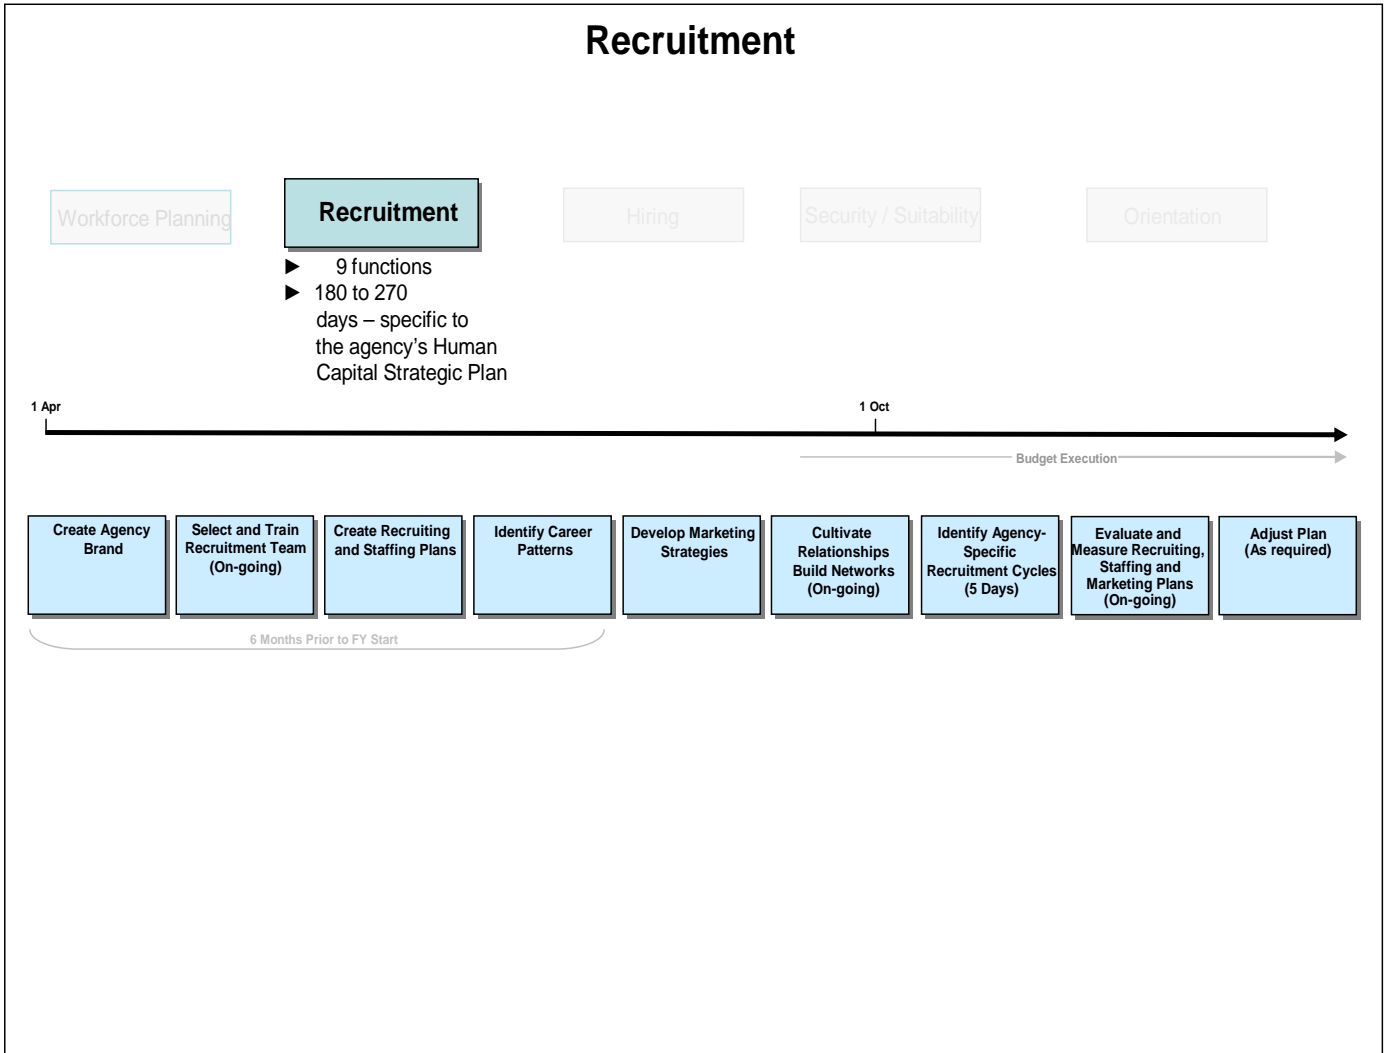 Recruitment
Workforce Planning
Recruitment
Hiring
Security / Suitability
Orientation
► 9 functions
► 180 to 270
days – specific to
the agency’s Human
Capital Strategic Plan
1 Apr
1 Oct
Budget Execution
Create Agency
Brand
Select and Train
Recruitment Team
(On-going)
Create Recruiting
and Staffing Plans
Identify Career
Patterns
Develop Marketing
Strategies
Cultivate
Relationships
Build Networks
(On-going)
Identify Agency-
Specific
Recruitment Cycles
(5 Days)
Evaluate and
Measure Recruiting,
Staffing and
Marketing Plans
(On-going)
Adjust Plan
(As required)
6 Months Prior to FY Start